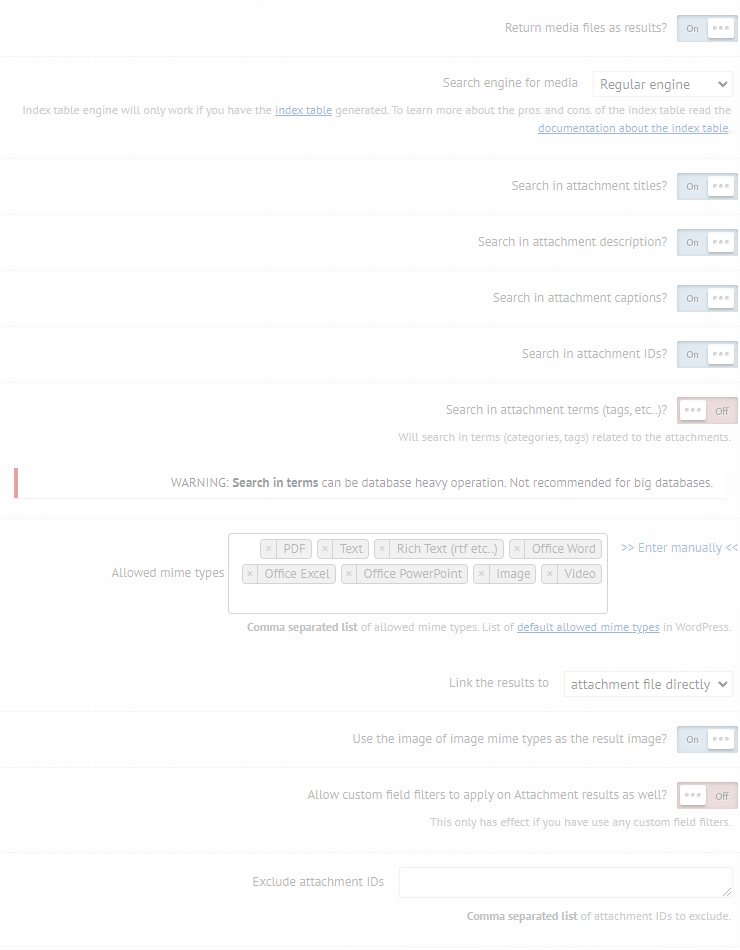 Return media files as results? On
Search engine for media Regular engine
Index table engine will only work if you have the index table generated. To learn more about the pros. and cons. of the index table read the
documentation about the index table.
Search in attachment titles? On
Search in attachment description? On
Search in attachment captions? On
Search in attachment IDs? On
Search in attachment terms (tags, etc..)? Off
Will search in terms (categories, tags) related to the attachments.
WARNING: Search in terms can be database heavy operation. Not recommended for big databases.
× PDF × Text × Rich Text (rtf etc..) × Office Word >> Enter manually <<
Allowed mime types × Office Excel × Office PowerPoint × Image × Video
Comma separated list of allowed mime types. List of default allowed mime types in WordPress.
Link the results to attachment file directly
Use the image of image mime types as the result image? On
Allow custom field filters to apply on Attachment results as well? Off
This only has effect if you have use any custom field filters.
Exclude attachment IDs
Comma separated list of attachment IDs to exclude.